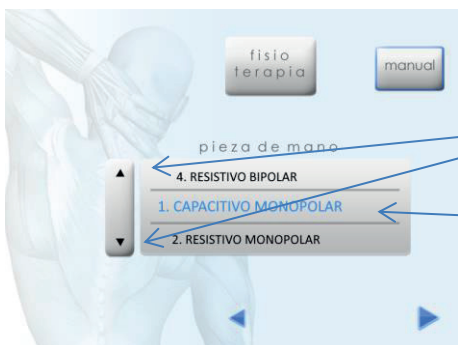 fisio
terapia
manual
pieza de mano
4. RESISTIVO BIPOLAR
1. CAPACITIVO MONOPOLAR
2. RESISTIVO MONOPOLAR